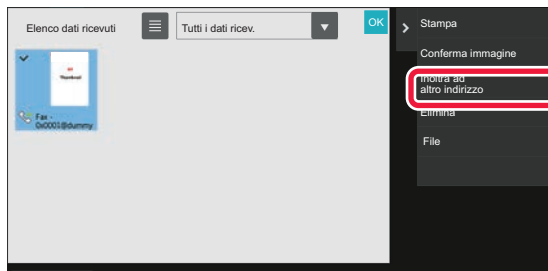 Elenco dati ricevuti
Tutti i dati ricev.
OK
Thumbnail
Fax -
0x0001@dummy
Stampa
Conferma immagine
Inoltra ad
altro indirizzo
Elimina
File